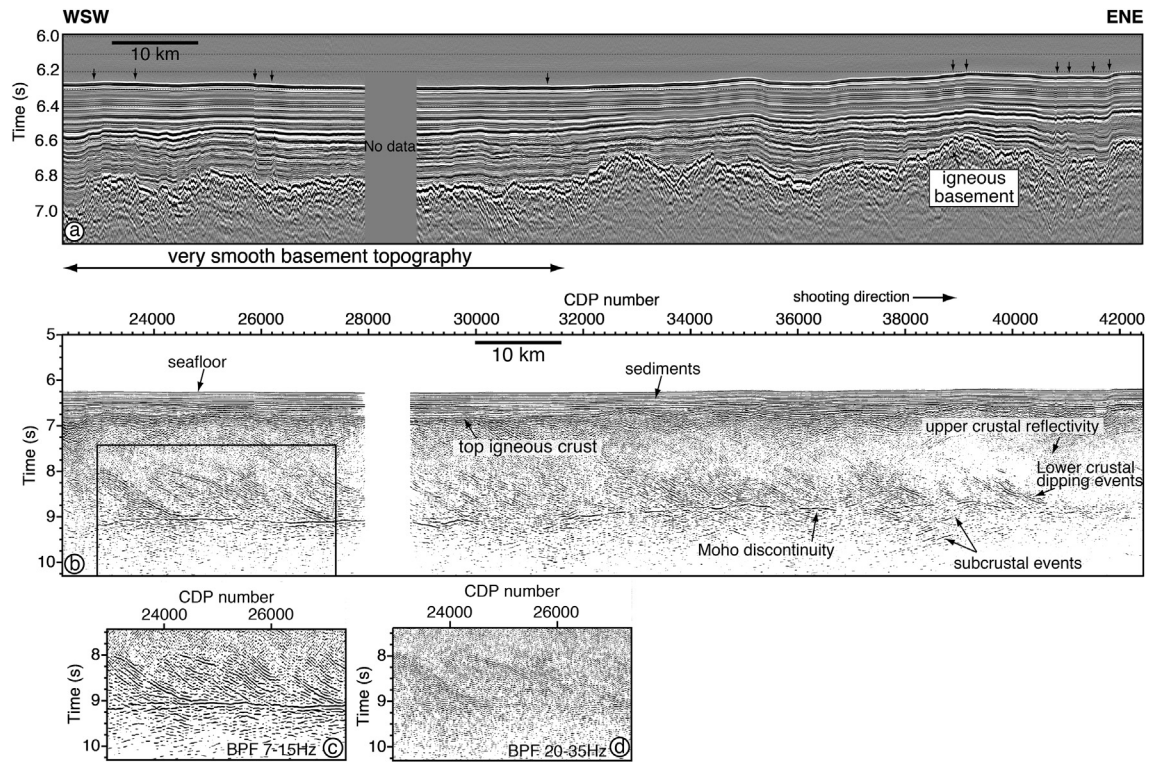 WSW ENE
6.0
10 km
6.2
6.4
6.6
6.8
7.0
Time (s)
No data
igneous
basement
a
very smooth basement topography
CDP number
shooting direction
24000 26000 28000 30000 32000 34000 36000 38000 40000 42000
5
10 km
seafloor
sediments
6
7
8
9
10
Time (s)
top igneous crust
upper crustal reflectivity
Lower crustal
dipping events
Moho discontinuity
subcrustal events
b
CDP number
24000 26000
8
9
10
Time (s)
BPF 7-15Hz c
CDP number
24000 26000
8
9
10
Time (s)
BPF 20-35Hz d